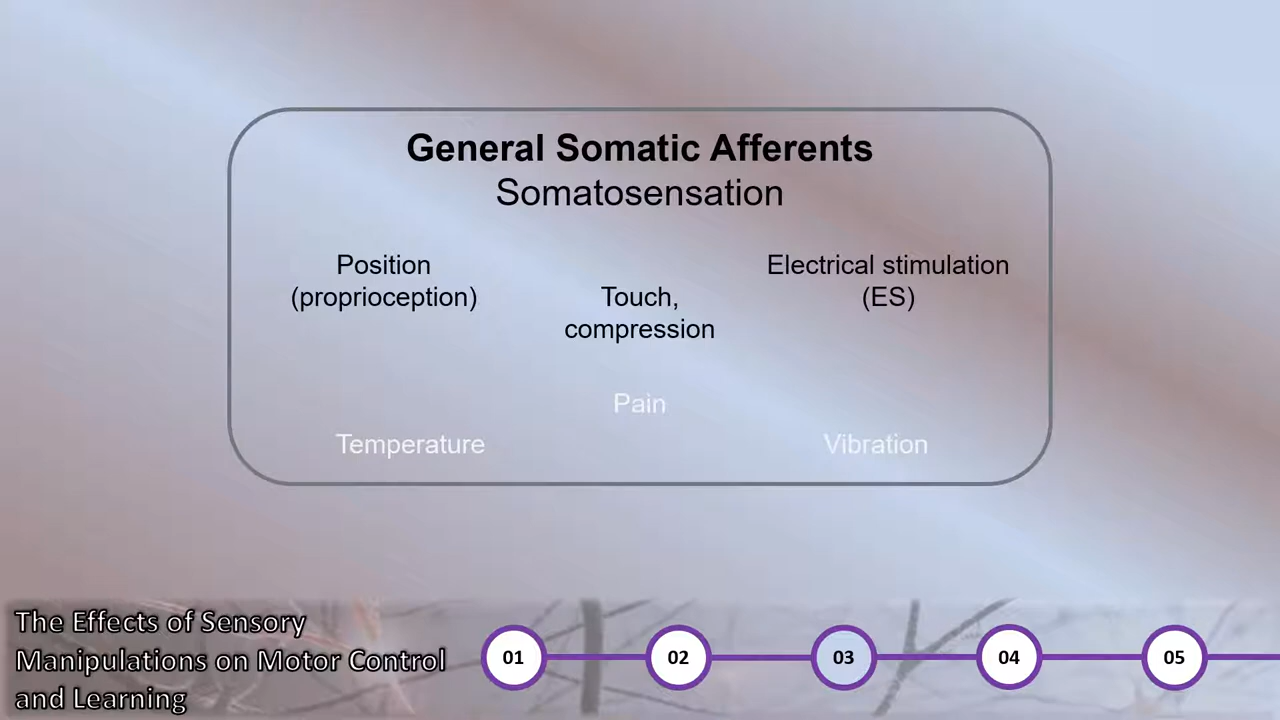 General Somatic Afferents
Somatosensation
Position
(proprioception)
Touch,
compression
Electrical stimulation
(ES)
Pain
Temperature
Vibration
The Effects of Sensory
Manipulations on Motor Control
and Learning
01
02
03
04
05